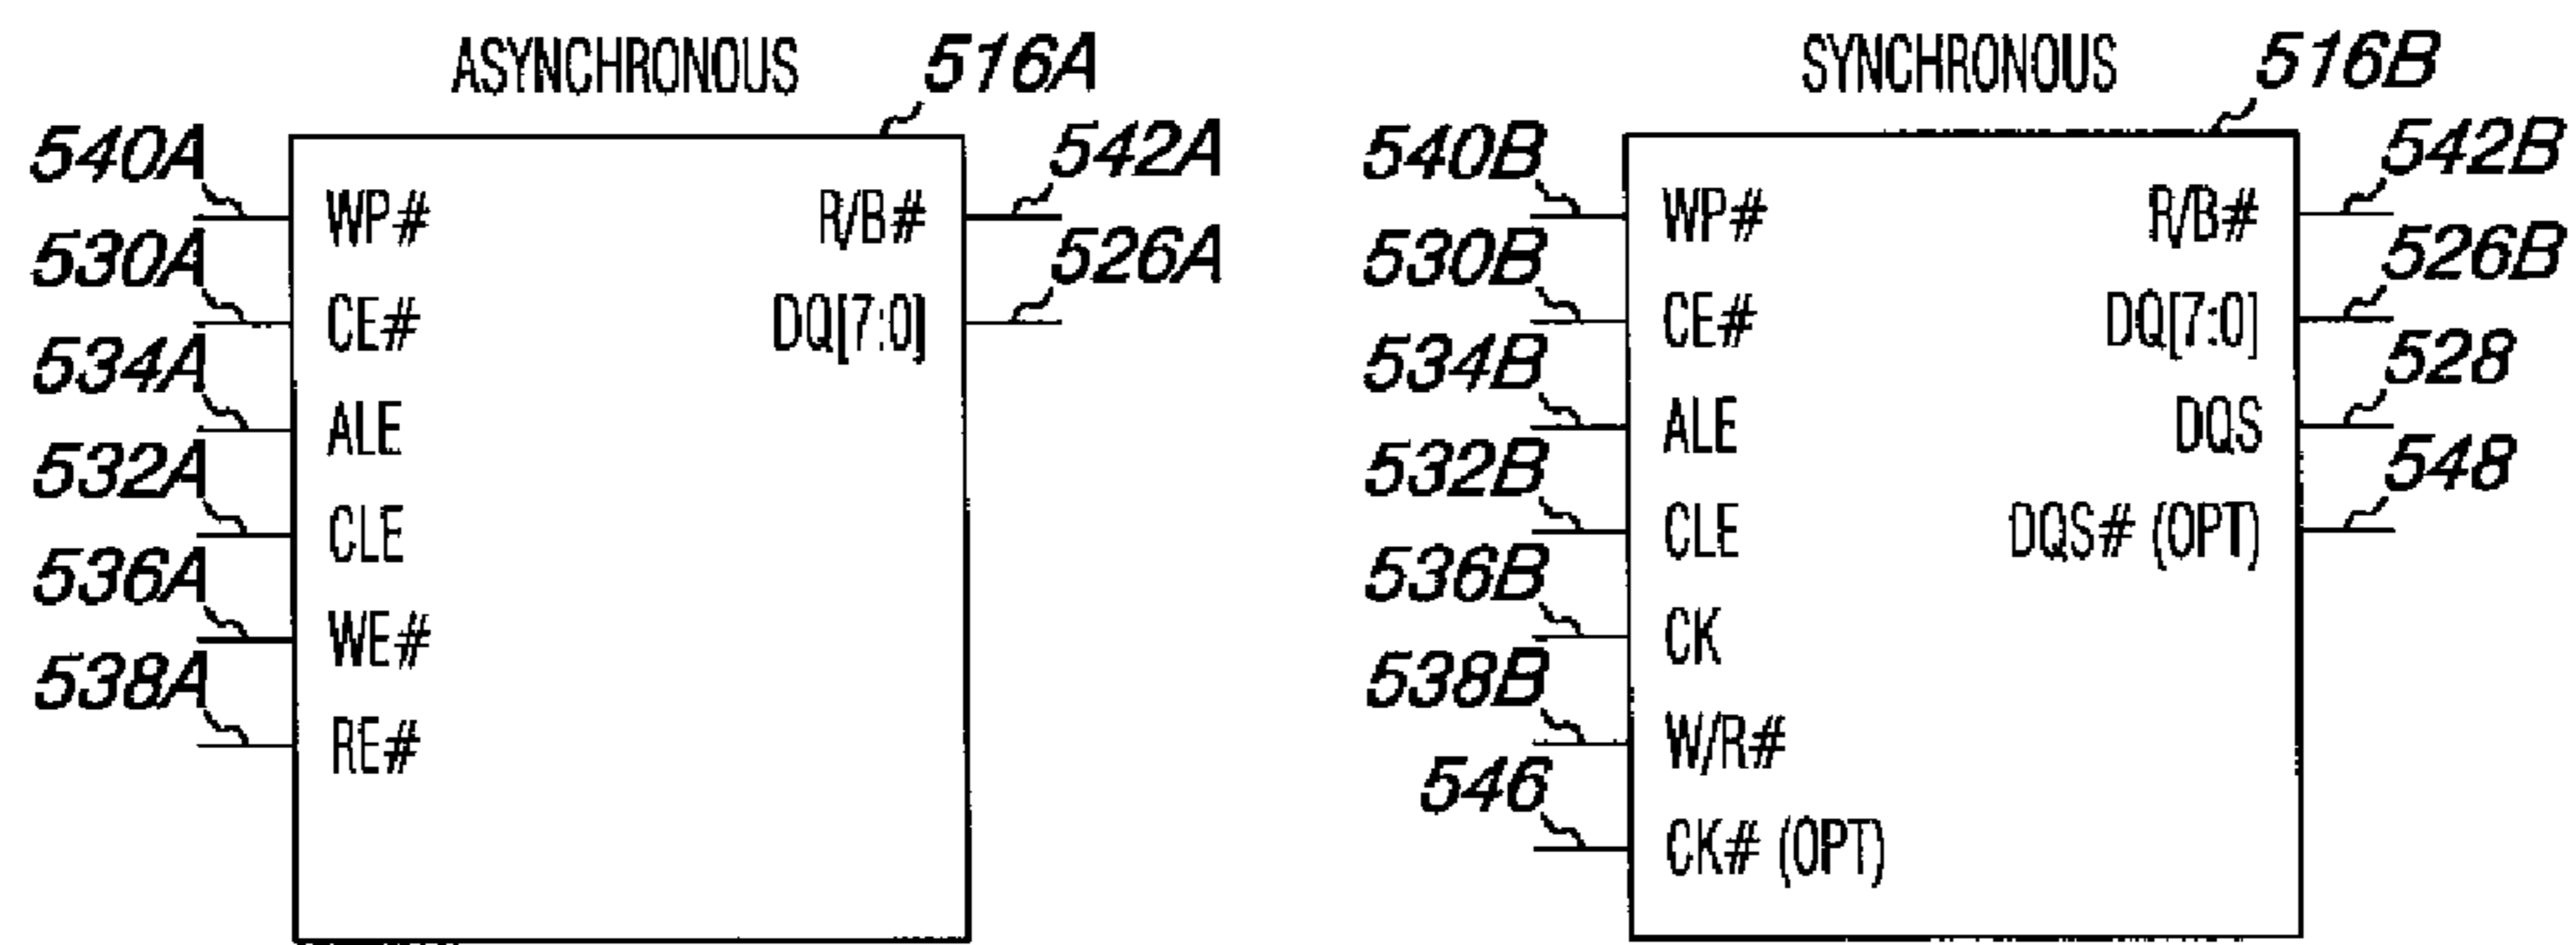 ASYNCHRONOUS 516A
540A WP# R/B# 542A
530A CE# DQ[7:0] 526A
534A ALE
532A CLE
536A WE#
538A RE#
SYNCHRONOUS 516B
540B WP# R/B# 542B
530B CE# DQ[7:0] 526B
534B ALE DQS 528
532B CLE DQS# (OPT) 548
536B CK
538B W/R#
546 CK# (OPT)